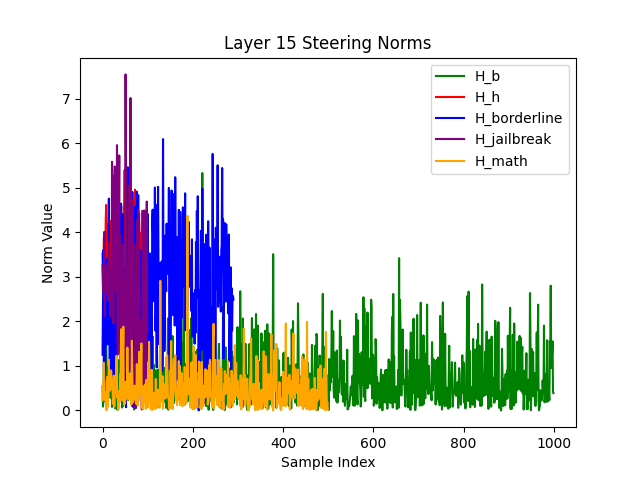 Layer 15 Steering Norms
H_b
H_h
H_borderline
H_jailbreak
H_math
Norm Value
7
6
5
4
3
2
1
0
0 200 400 600 800 1000
Sample Index